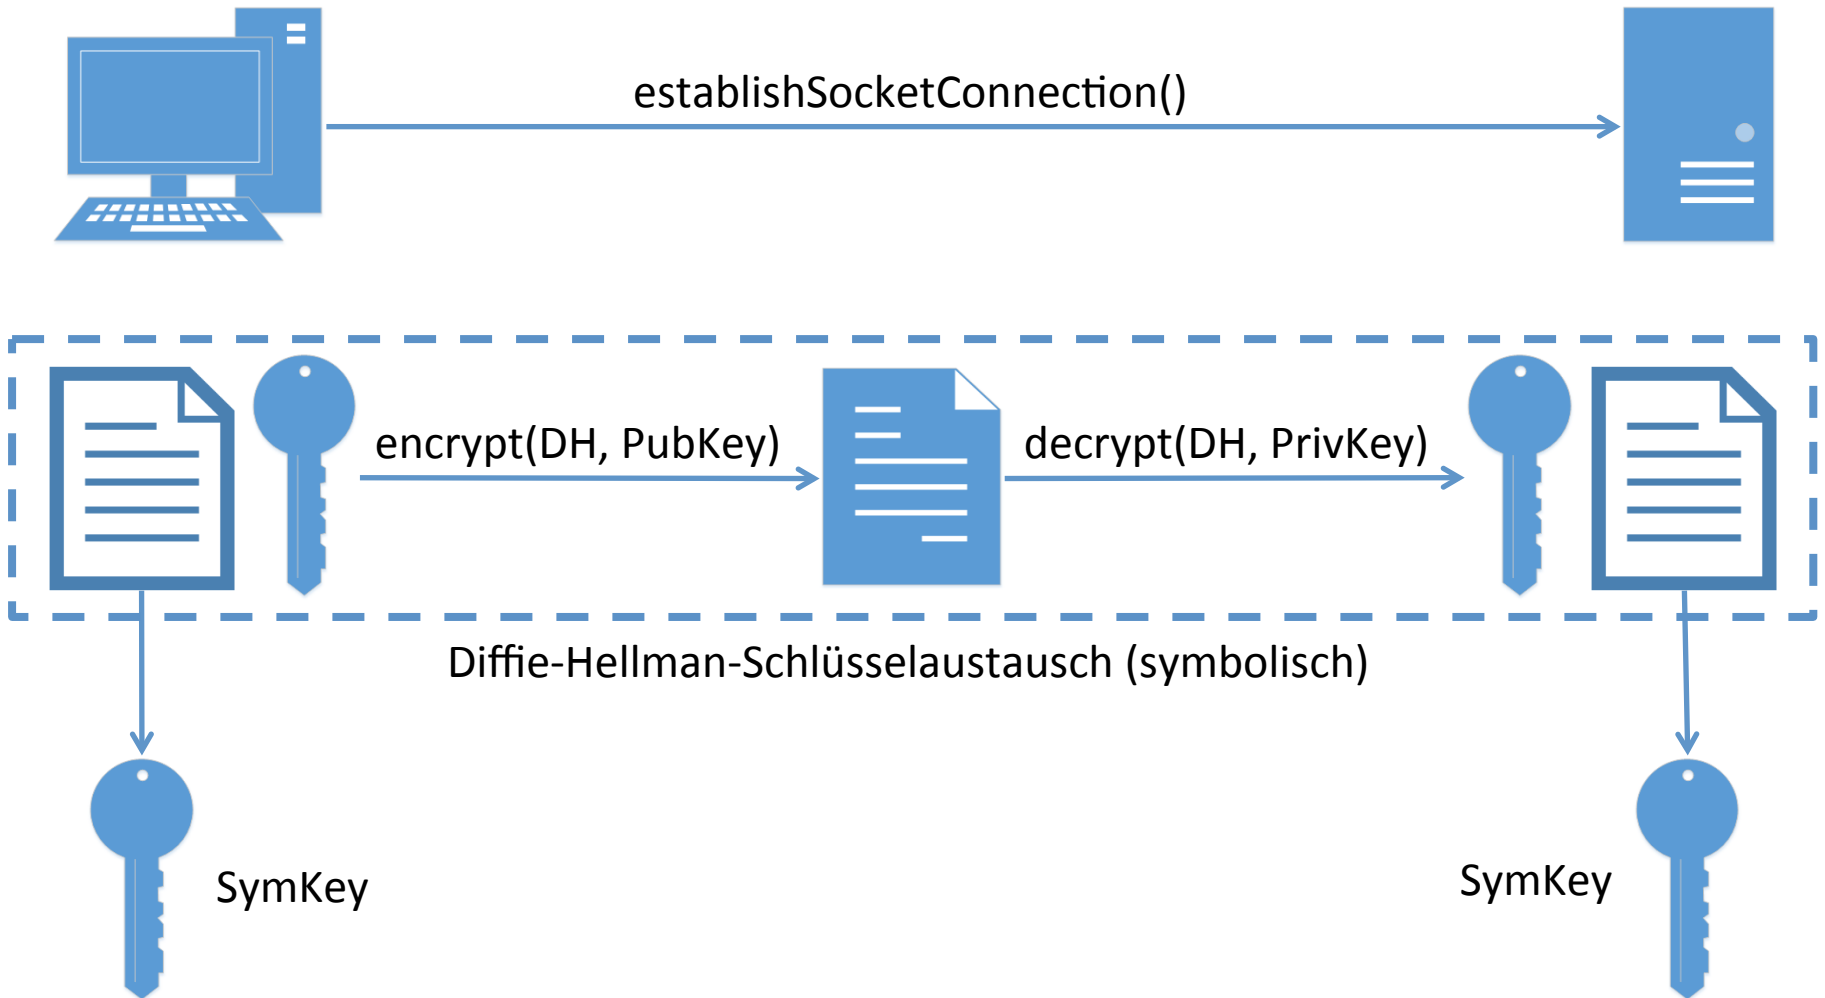 establishSocketConnection()
encrypt(DH, PubKey)
decrypt(DH, PrivKey)
Diffie-Hellman-Schlüsselaustausch (symbolisch)
SymKey
SymKey